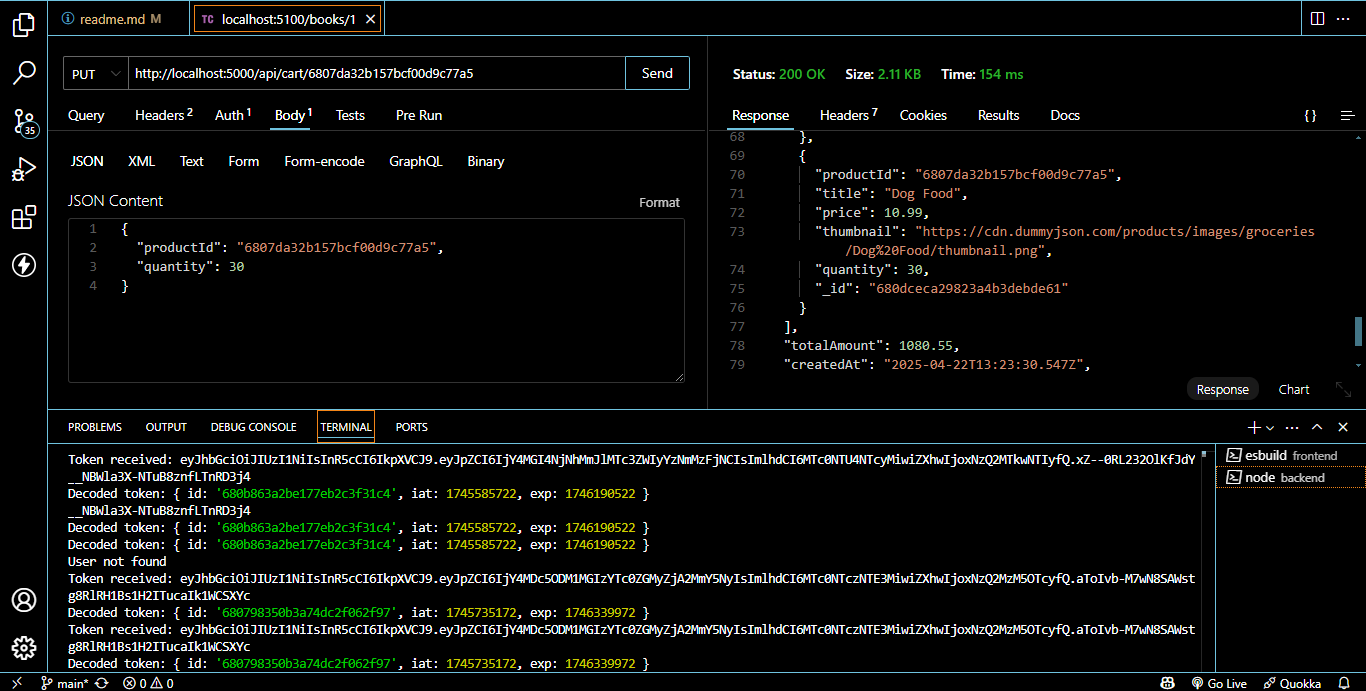 readme.md M
TC localhost:5100/books/1
PUT http://localhost:5000/api/cart/6807da32b157bcf00d9c77a5 Send
Query Headers 2 Auth 1 Body 1 Tests Pre Run
JSON XML Text Form Form-encode GraphQL Binary
JSON Content Format
1 {
2 "productId": "6807da32b157bcf00d9c77a5",
3 "quantity": 30
4 }
Status: 200 OK Size: 2.11 KB Time: 154 ms
Response Headers 7 Cookies Results Docs {}
68 },
69 {
70 "productId": "6807da32b157bcf00d9c77a5",
71 "title": "Dog Food",
72 "price": 10.99,
73 "thumbnail": "https://cdn.dummyjson.com/products/images/groceries
/Dog%20Food/thumbnail.png",
74 "quantity": 30,
75 "_id": "680dceca29823a4b3debde61"
76 }
77 ],
78 "totalAmount": 1080.55,
79 "createdAt": "2025-04-22T13:23:30.547Z",
Response Chart
35
PROBLEMS OUTPUT DEBUG CONSOLE TERMINAL PORTS
Token received: eyJhbGciOiJIUzI1NiIsInR5cCI6IkpXVCJ9.eyJpZCI6IjY4MGI4NjNhMmJlMTc3ZWIyYzNmMzFjNCIsImlhdCI6MTc0NTU4NTcyMiwiZXhwIjoxNzQ2MTkwNTIyfQ.xZ--0RL232OlKfJdY
__NBWla3X-NTuB8znfLTnRD3j4
Decoded token: { id: '680b863a2be177eb2c3f31c4', iat: 1745585722, exp: 1746190522 }
__NBWla3X-NTuB8znfLTnRD3j4
Decoded token: { id: '680b863a2be177eb2c3f31c4', iat: 1745585722, exp: 1746190522 }
Decoded token: { id: '680b863a2be177eb2c3f31c4', iat: 1745585722, exp: 1746190522 }
User not found
Token received: eyJhbGciOiJIUzI1NiIsInR5cCI6IkpXVCJ9.eyJpZCI6IjY4MDc5ODM1MGIzYTc0ZGMyZjA2MmY5NyIsImlhdCI6MTc0NTczNTE3MiwiZXhwIjoxNzQ2MzM5OTcyfQ.aToIvb-M7wN8SAWst
g8RlRH1Bs1H2ITucaIk1WCSXYc
Decoded token: { id: '680798350b3a74dc2f062f97', iat: 1745735172, exp: 1746339972 }
Token received: eyJhbGciOiJIUzI1NiIsInR5cCI6IkpXVCJ9.eyJpZCI6IjY4MDc5ODM1MGIzYTc0ZGMyZjA2MmY5NyIsImlhdCI6MTc0NTczNTE3MiwiZXhwIjoxNzQ2MzM5OTcyfQ.aToIvb-M7wN8SAWst
g8RlRH1Bs1H2ITucaIk1WCSXYc
Decoded token: { id: '680798350b3a74dc2f062f97', iat: 1745735172, exp: 1746339972 }
esbuild frontend
node backend
main* 0 0 Go Live Quokka